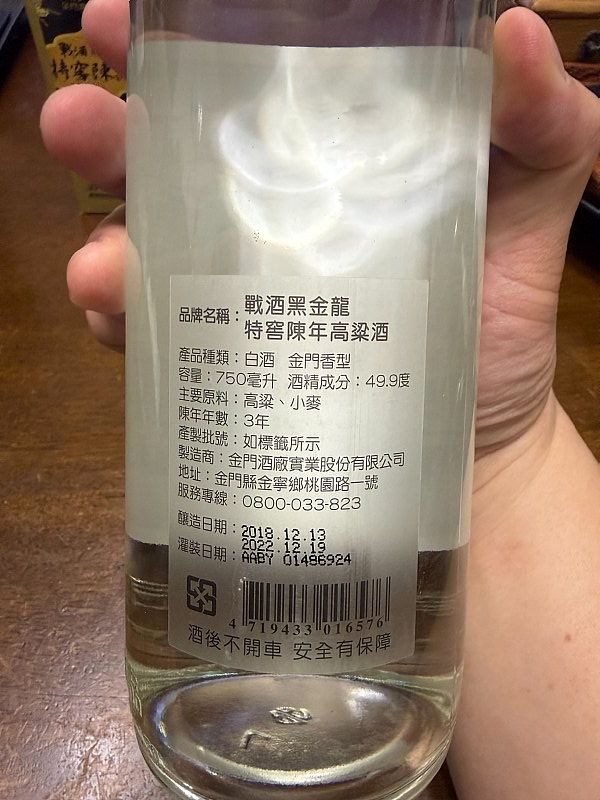 戰酒
特窖陳
品牌名稱：戰酒黑金龍
特窖陳年高粱酒
產品種類：白酒 金門香型
容量：750毫升 酒精成分：49.9度
主要原料：高粱、小麥
陳年年數：3年
產製批號：如標籤所示
製造商：金門酒廠實業股份有限公司
地址：金門縣金寧鄉桃園路一號
服務專線：0800-033-823
釀造日期：2018.12.13
灌裝日期：2022.12.19
AABY 01486924
4 719433 016576
酒後不開車 安全有保障